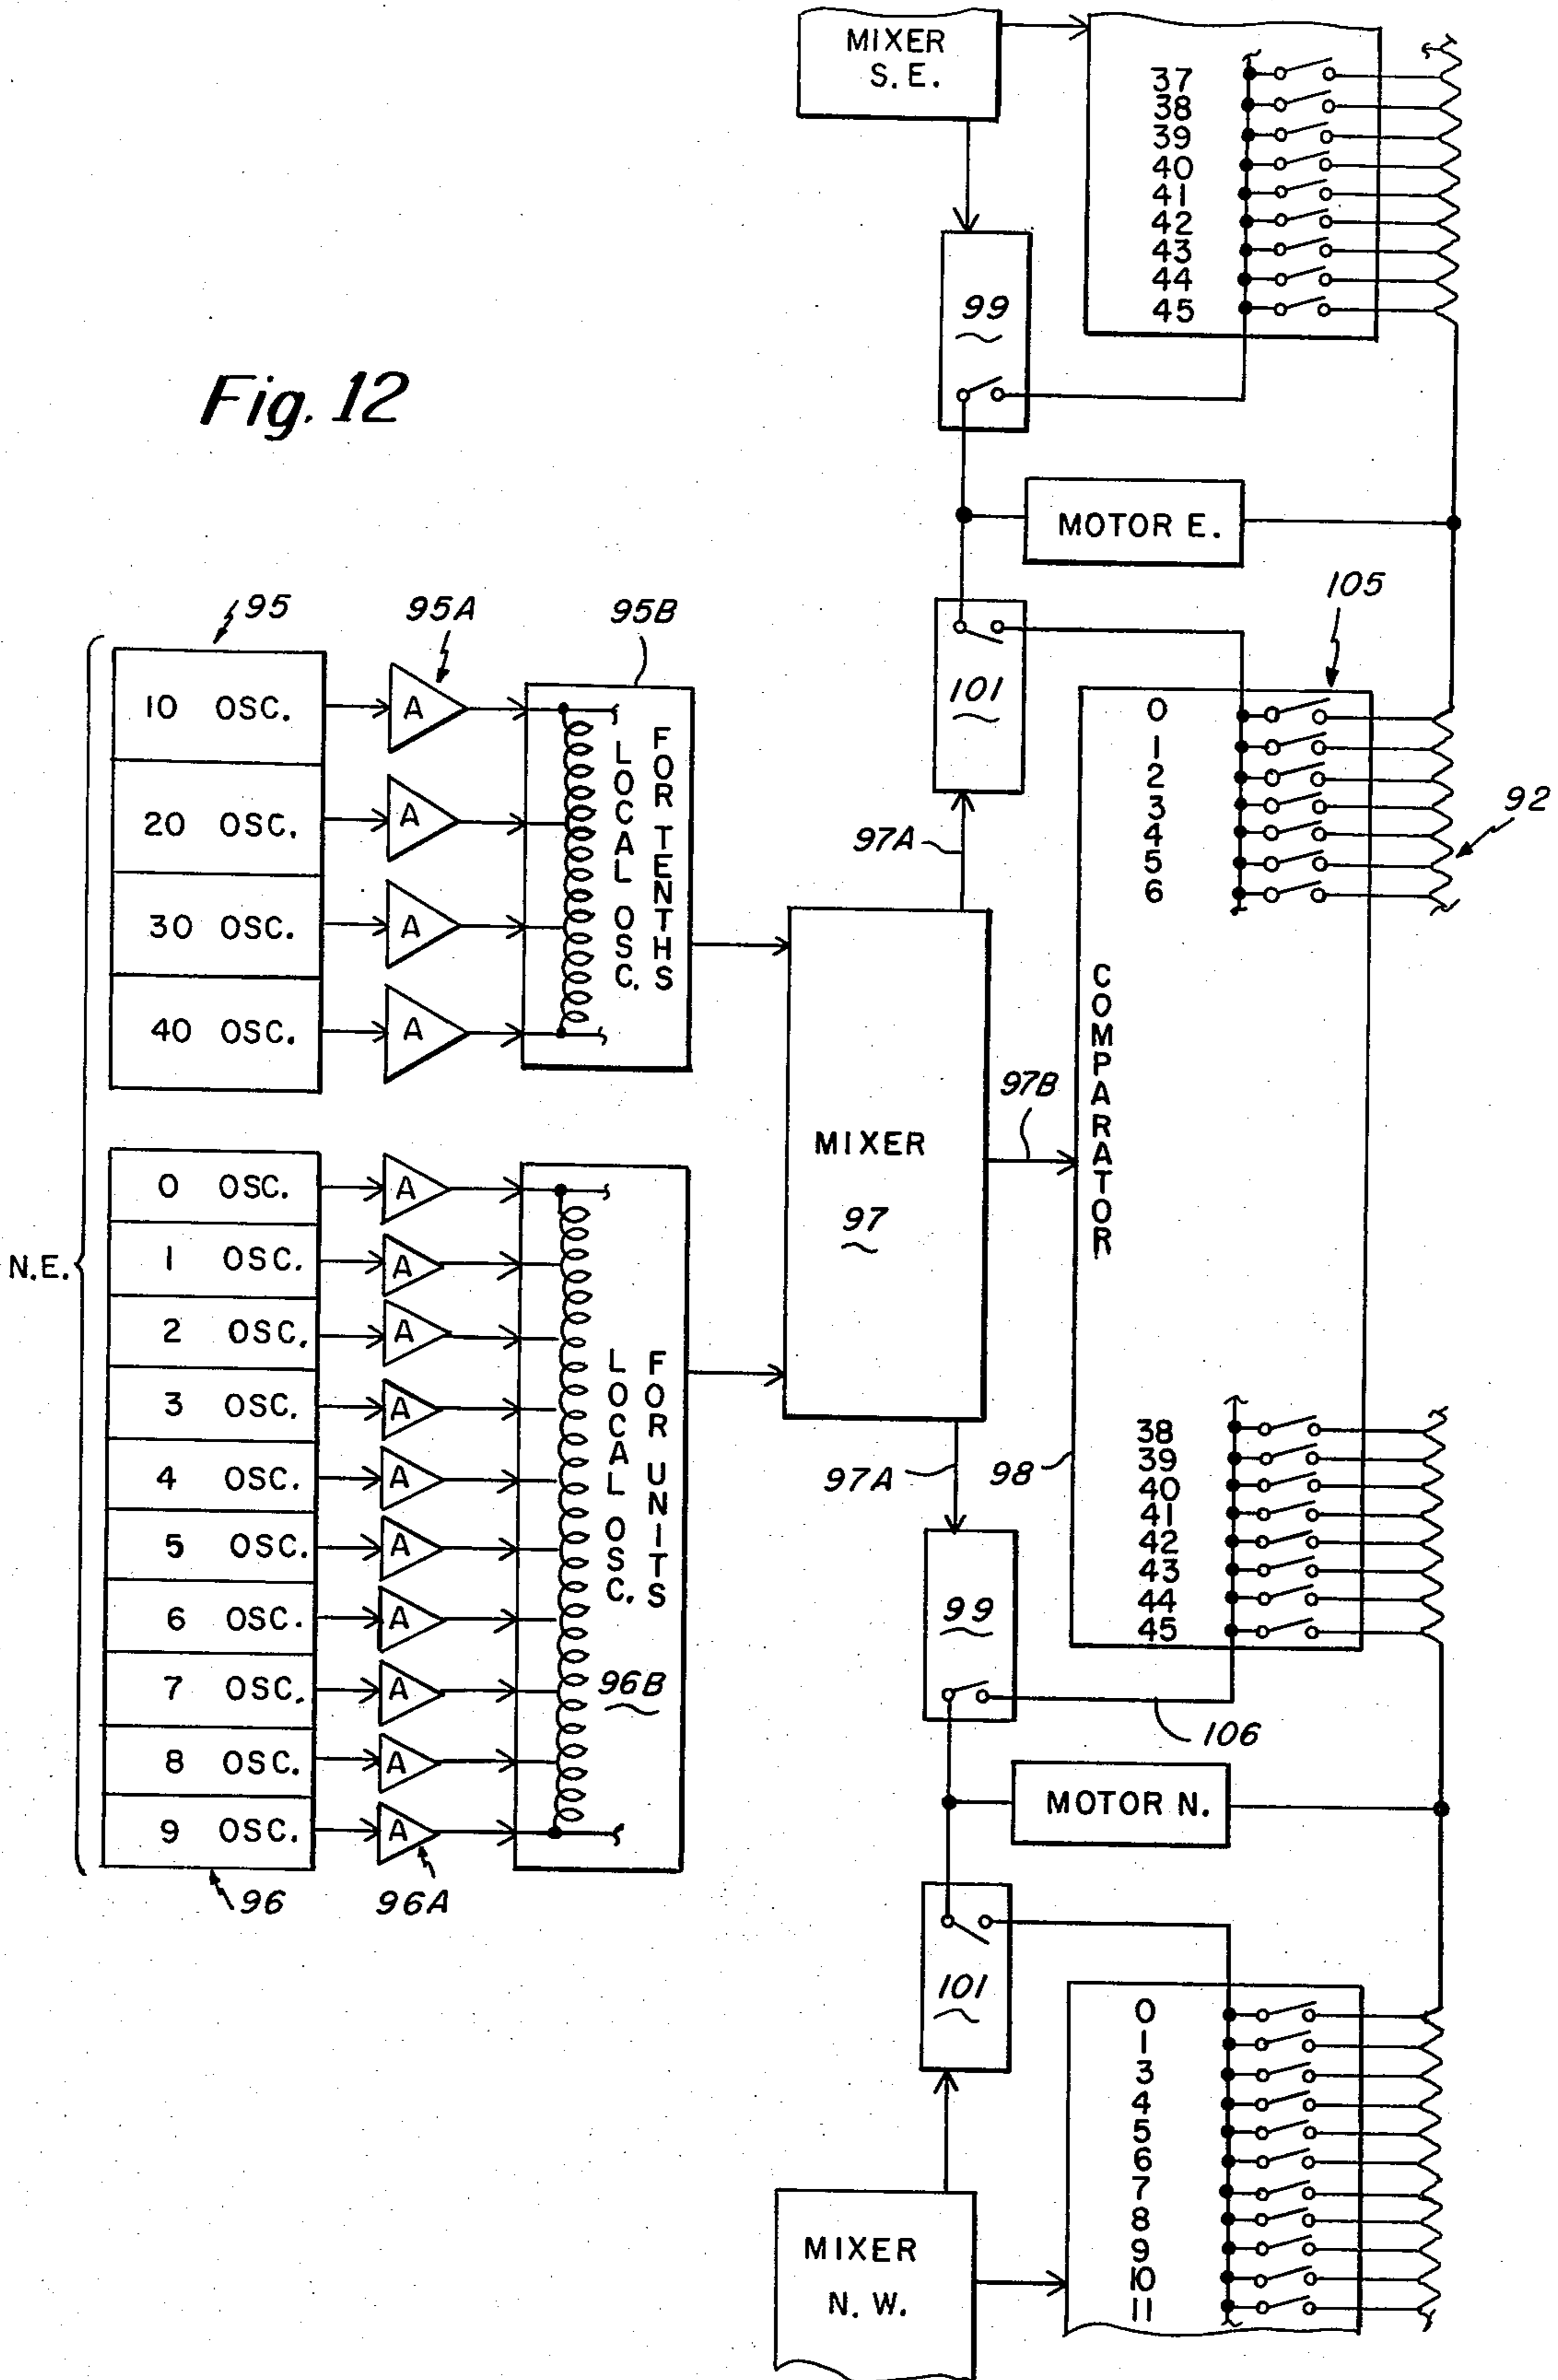 MIXER
S. E.
37
38
39
40
41
42
43
44
45
99
Fig. 12
MOTOR E.
105
95
95A
95B
101
10 OSC.
20 OSC.
30 OSC.
40 OSC.
A
A
A
A
LOCAL OSC.
FOR TENTHS
0
1
2
3
4
5
6
92
97A
COMPARATOR
97B
MIXER
97
N.E.
0 OSC.
1 OSC.
2 OSC.
3 OSC.
4 OSC.
5 OSC.
6 OSC.
7 OSC.
8 OSC.
9 OSC.
A
A
A
A
A
A
A
A
A
A
LOCAL OSC.
FOR UNITS
96B
96
96A
97A
98
38
39
40
41
42
43
44
45
99
106
MOTOR N.
101
0
1
3
4
5
6
7
8
9
10
11
MIXER
N. W.